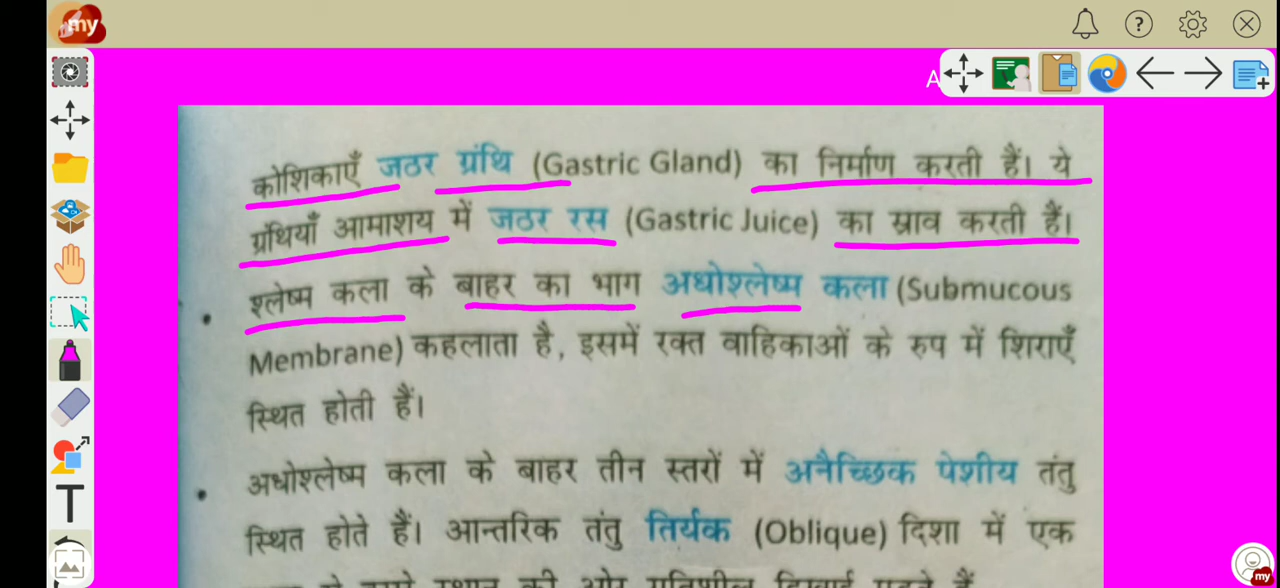 my
A
कोशिकाएँ जठर ग्रंथि (Gastric Gland) का निर्माण करती हैं। ये
ग्रंथियाँ आमाशय में जठर रस (Gastric Juice) का स्राव करती हैं।
• श्लेष्म कला के बाहर का भाग अधोश्लेष्म कला (Submucous
Membrane) कहलाता है, इसमें रक्त वाहिकाओं के रुप में शिराएँ
स्थित होती हैं।
• अधोश्लेष्म कला के बाहर तीन स्तरों में अनैच्छिक पेशीय तंतु
स्थित होते हैं। आन्तरिक तंतु तिर्यक (Oblique) दिशा में एक
T
my